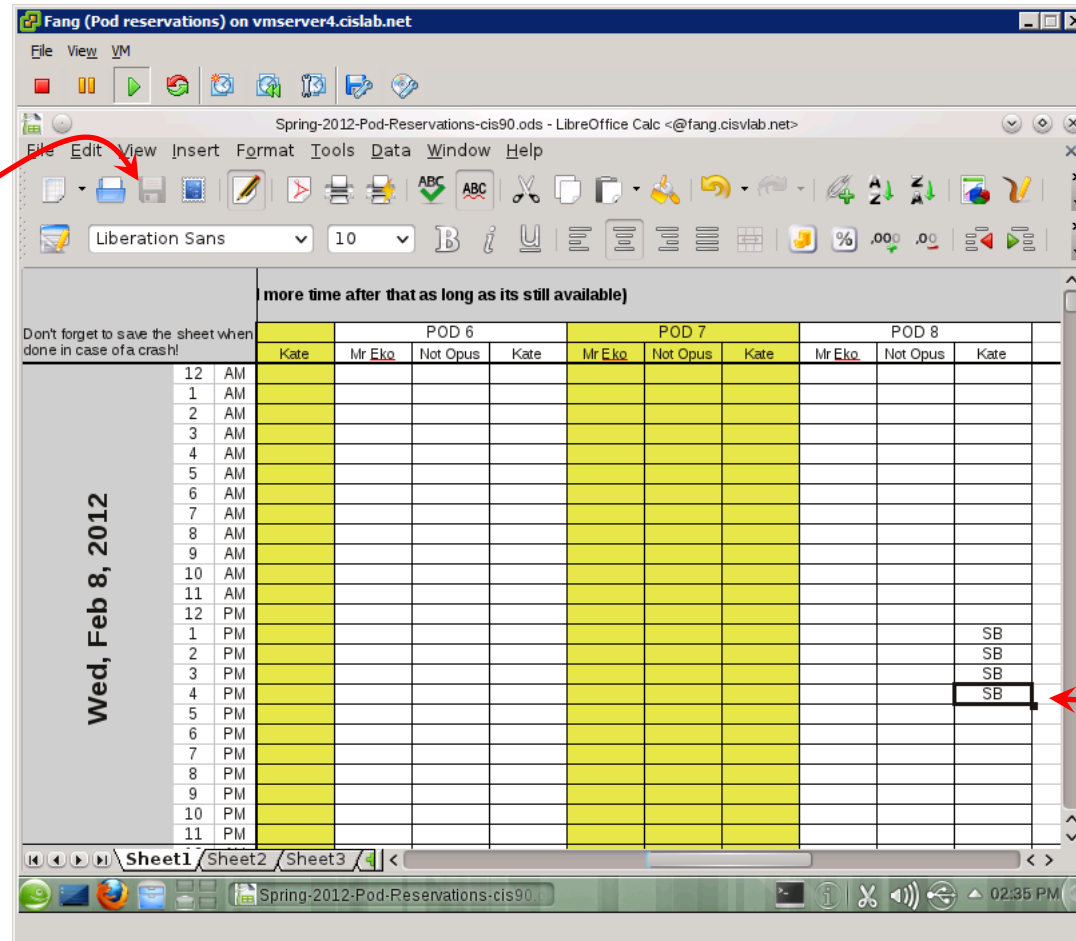 Fang (Pod reservations) on vmserver4.cislab.net
File View VM
Spring-2012-Pod-Reservations-cis90.ods - LibreOffice Calc <@fang.cisvlab.net>
File Edit View Insert Format Tools Data Window Help
ABC ABC
Liberation Sans 10
more time after that as long as its still available)
Don't forget to save the sheet when
done in case of a crash!
POD 6 POD 7 POD 8
Kate Mr Eko Not Opus Kate Mr Eko Not Opus Kate Mr Eko Not Opus Kate
Wed, Feb 8, 2012
12 AM
1 AM
2 AM
3 AM
4 AM
5 AM
6 AM
7 AM
8 AM
9 AM
10 AM
11 AM
12 PM
1 PM SB
2 PM SB
3 PM SB
4 PM SB
5 PM
6 PM
7 PM
8 PM
9 PM
10 PM
11 PM
Sheet1 Sheet2 Sheet3
Spring-2012-Pod-Reservations-cis90 02:35 PM